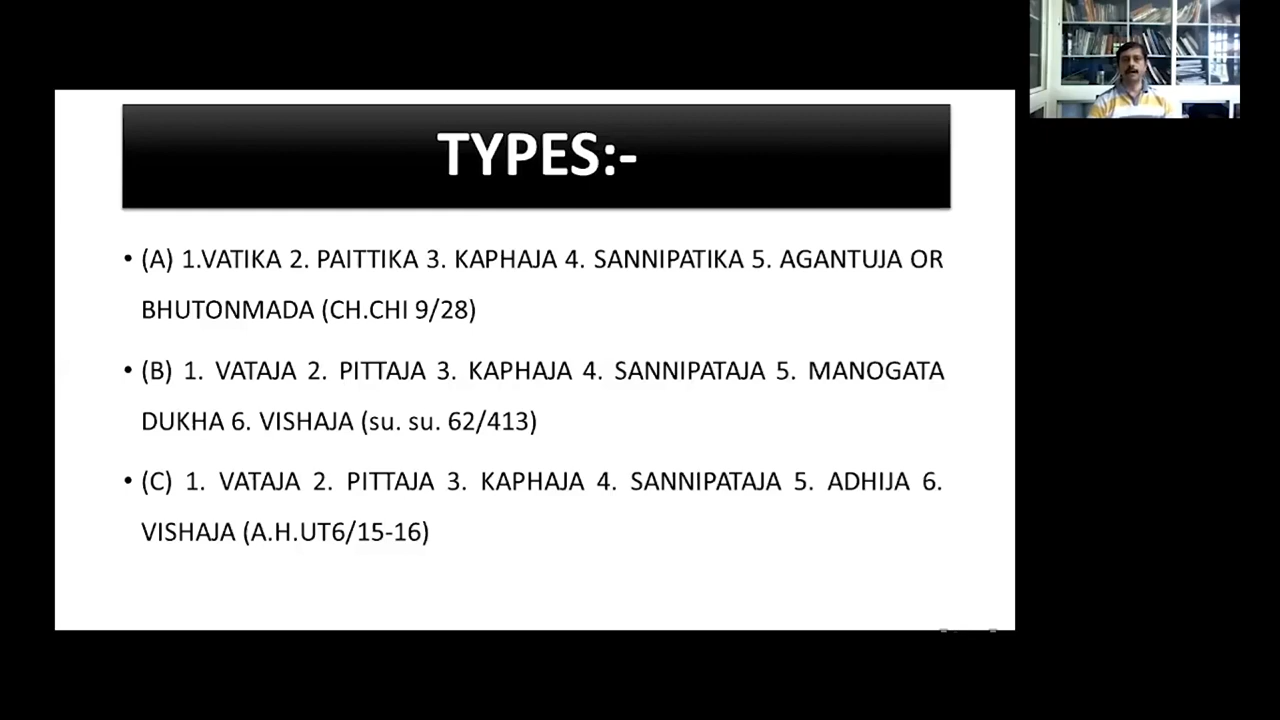 TYPES:-
• (A) 1.VATIKA 2. PAITTIKA 3. KAPHAJA 4. SANNIPATIKA 5. AGANTUJA OR
BHUTONMADA (CH.CHI 9/28)
• (B) 1. VATAJA 2. PITTAJA 3. KAPHAJA 4. SANNIPATAJA 5. MANOGATA
DUKHA 6. VISHAJA (su. su. 62/413)
• (C) 1. VATAJA 2. PITTAJA 3. KAPHAJA 4. SANNIPATAJA 5. ADHIJA 6.
VISHAJA (A.H.UT6/15-16)